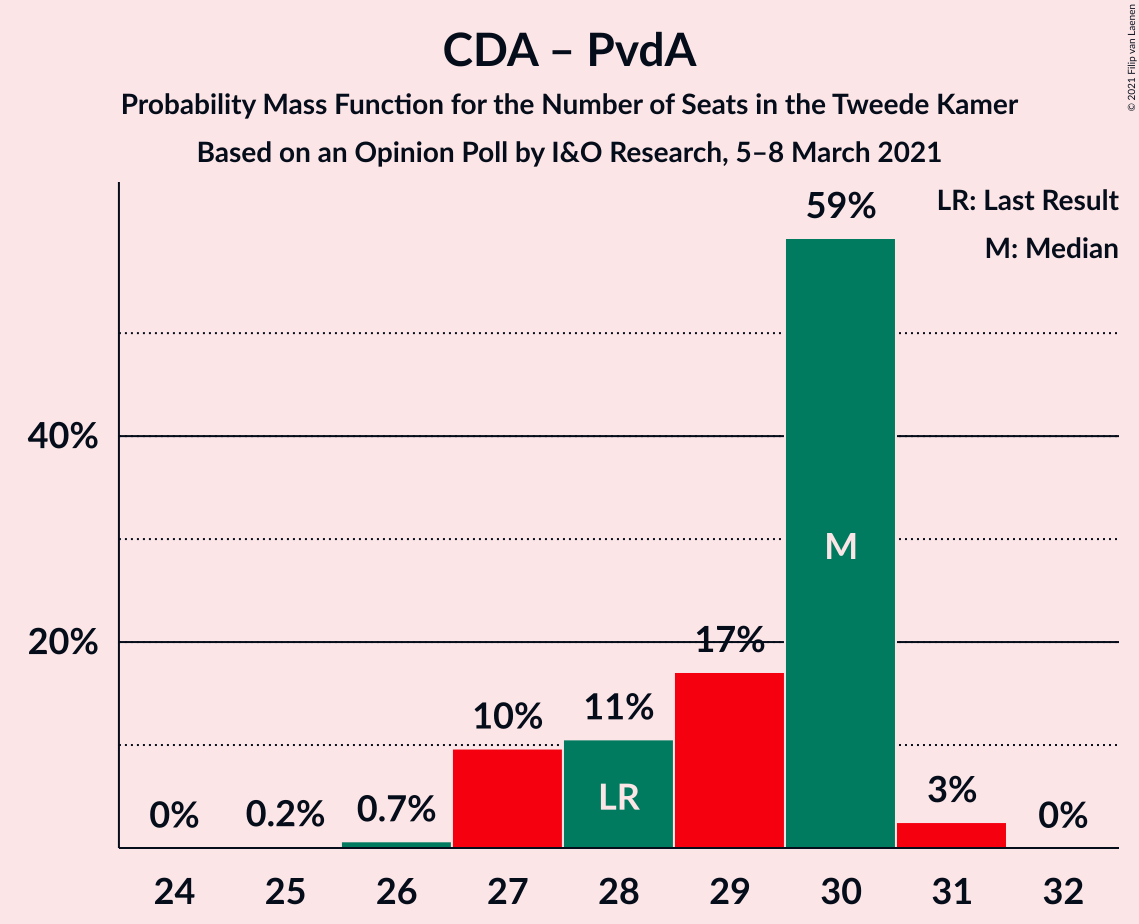 CDA – PvdA
Probability Mass Function for the Number of Seats in the Tweede Kamer
Based on an Opinion Poll by I&O Research, 5–8 March 2021
© 2021 Filip van Laenen
LR: Last Result
M: Median
59%
40%
M
20%
17%
10%
11%
LR
0%
0.2%
0.7%
3%
0%
24 25 26 27 28 29 30 31 32